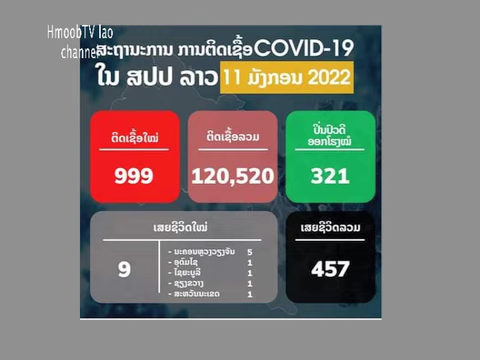 HmoobTV lao
channel
ສະຖານະການ ການຕິດເຊື້ອCOVID-19
ໃນ ສປປ ລາວ 11 ມັງກອນ 2022
ຕິດເຊື້ອໃໝ່
999
ຕິດເຊື້ອລວມ
120,520
ປິ່ນປົວດີ
ອອກໂຮງໝໍ
321
ເສຍຊີວິດໃໝ່
9
- ນະຄອນຫຼວງວຽງຈັນ 5
- ອຸດົມໄຊ 1
- ໄຊຍະບູລີ 1
- ຊຽງຂວາງ 1
- ສະຫວັນນະເຂດ 1
ເສຍຊີວິດລວມ
457